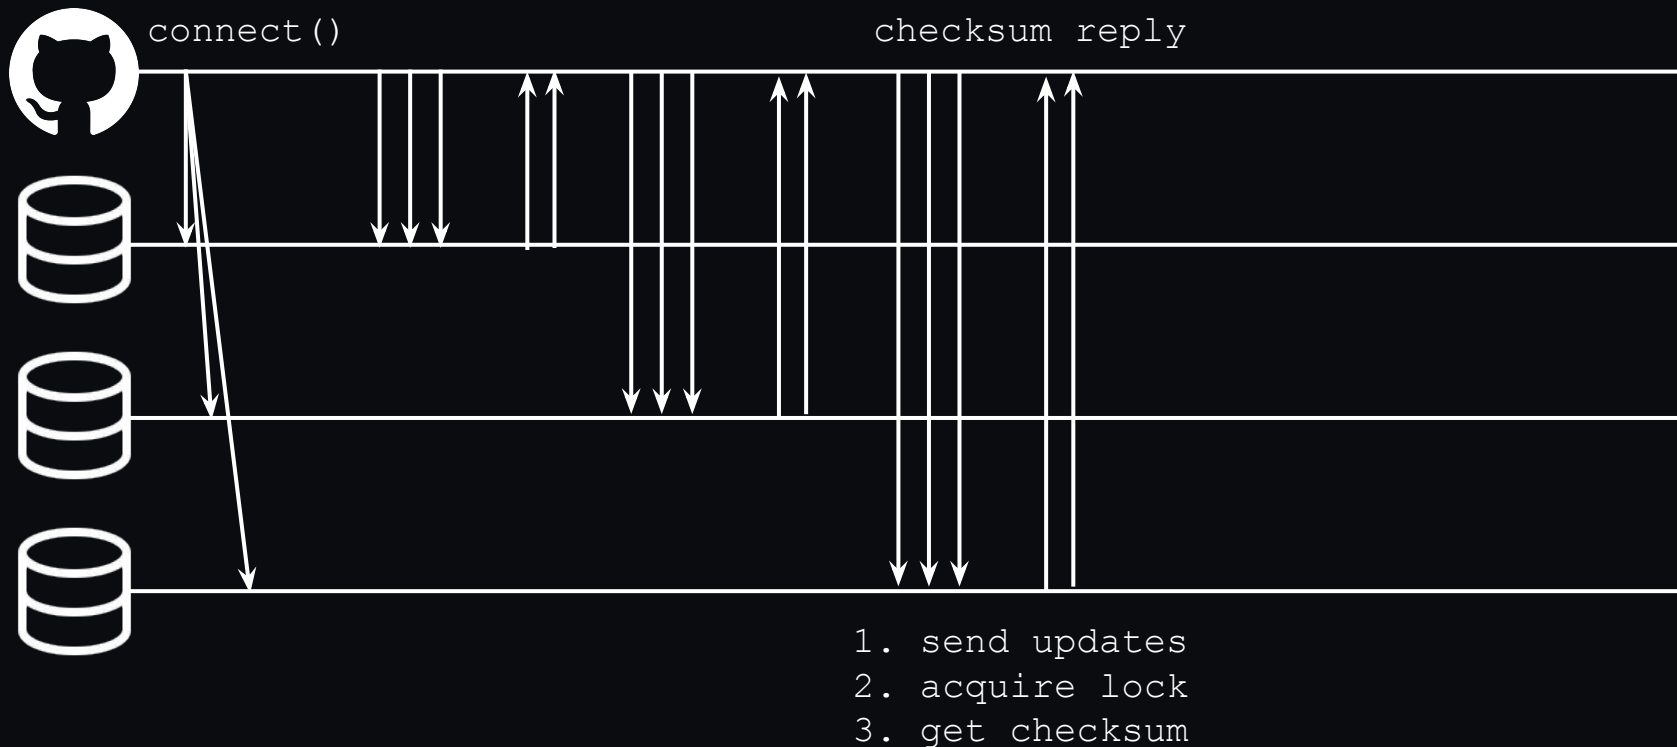 connect()
checksum reply
1. send updates
2. acquire lock
3. get checksum